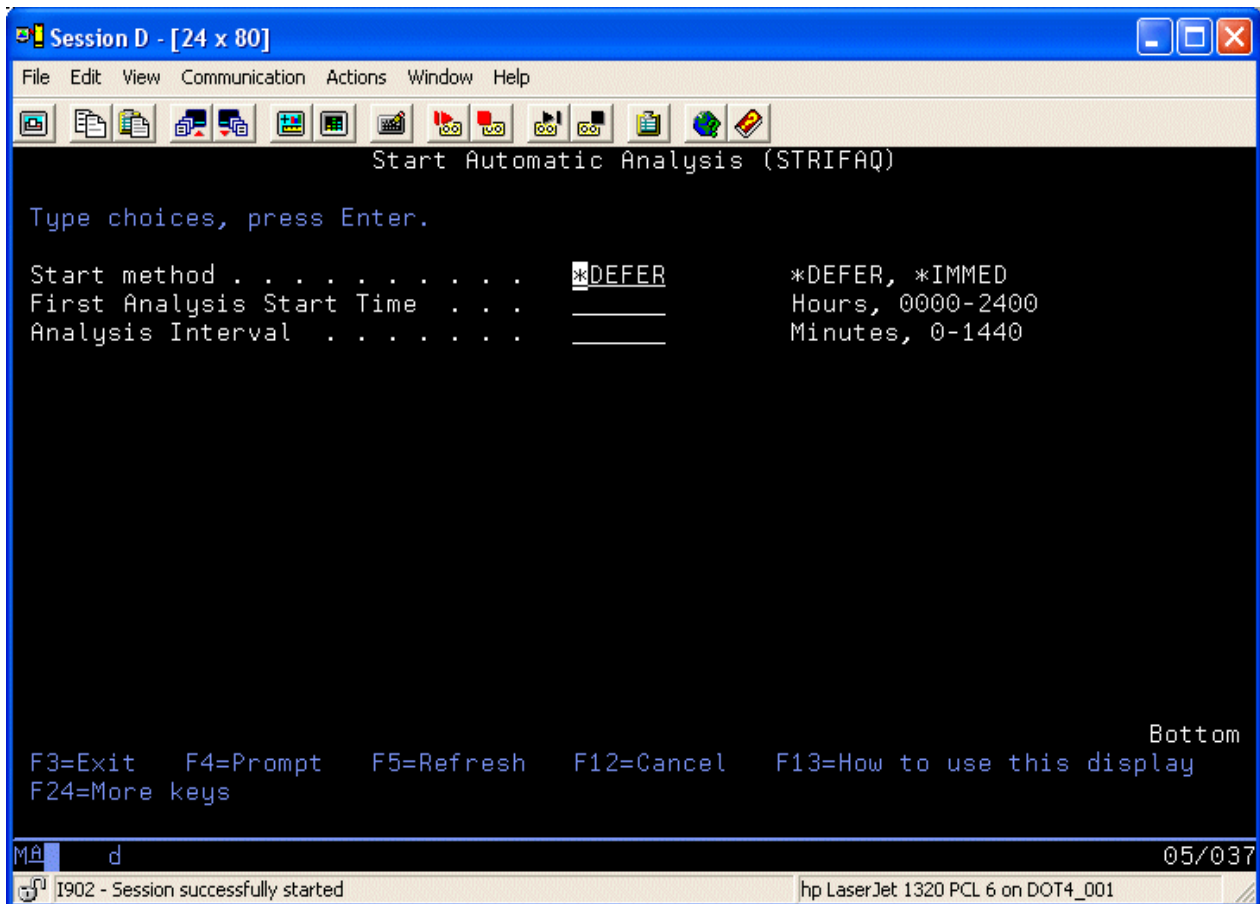 Session D - [24 x 80]
File Edit View Communication Actions Window Help
Start Automatic Analysis (STRIFAQ)
Type choices, press Enter.
Start method . . . . . . . . . . *DEFER *DEFER, *IMMED
First Analysis Start Time . . . ______ Hours, 0000-2400
Analysis Interval . . . . . . . ______ Minutes, 0-1440
Bottom
F3=Exit F4=Prompt F5=Refresh F12=Cancel F13=How to use this display
F24=More keys
MA d 05/037
I902 - Session successfully started hp LaserJet 1320 PCL 6 on DOT4_001